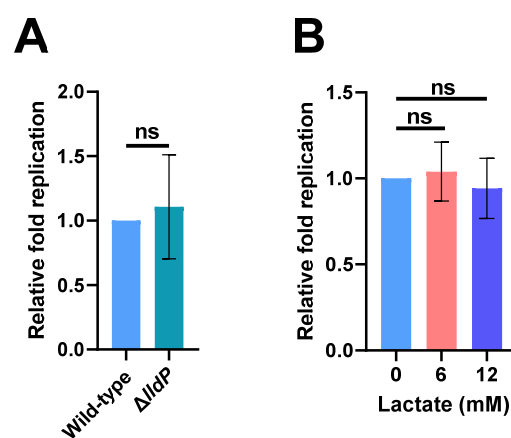 A
Relative fold replication
2.0
1.5
1.0
0.5
0.0
ns
Wild-type
ΔlldP
B
Relative fold replication
1.5
1.0
0.5
0.0
ns
ns
0 6 12
Lactate (mM)